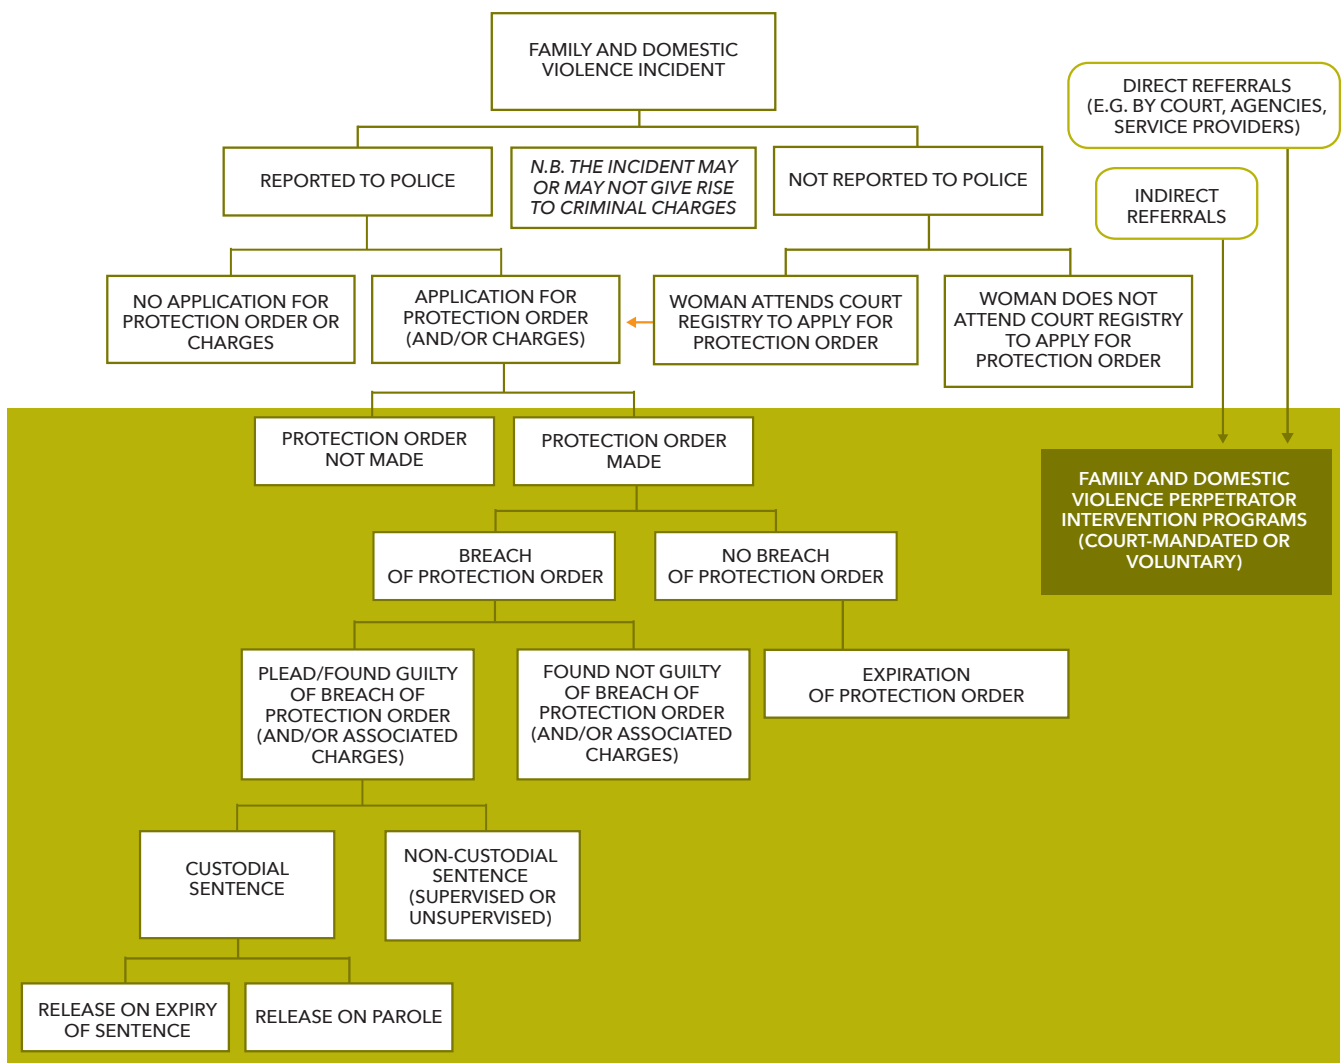 FAMILY AND DOMESTIC
VIOLENCE INCIDENT
DIRECT REFERRALS
(E.G. BY COURT, AGENCIES,
SERVICE PROVIDERS)
REPORTED TO POLICE
N.B. THE INCIDENT MAY
OR MAY NOT GIVE RISE
TO CRIMINAL CHARGES
NOT REPORTED TO POLICE
INDIRECT
REFERRALS
NO APPLICATION FOR
PROTECTION ORDER OR
CHARGES
APPLICATION FOR
PROTECTION ORDER
(AND/OR CHARGES)
WOMAN ATTENDS COURT
REGISTRY TO APPLY FOR
PROTECTION ORDER
WOMAN DOES NOT
ATTEND COURT REGISTRY
TO APPLY FOR
PROTECTION ORDER
PROTECTION ORDER
NOT MADE
PROTECTION ORDER
MADE
FAMILY AND DOMESTIC
VIOLENCE PERPETRATOR
INTERVENTION PROGRAMS
(COURT-MANDATED OR
VOLUNTARY)
BREACH
OF PROTECTION ORDER
NO BREACH
OF PROTECTION ORDER
PLEAD/FOUND GUILTY
OF BREACH OF
PROTECTION ORDER
(AND/OR ASSOCIATED
CHARGES)
FOUND NOT GUILTY
OF BREACH OF
PROTECTION ORDER
(AND/OR ASSOCIATED
CHARGES)
EXPIRATION
OF PROTECTION ORDER
CUSTODIAL
SENTENCE
NON-CUSTODIAL
SENTENCE
(SUPERVISED OR
UNSUPERVISED)
RELEASE ON EXPIRY
OF SENTENCE
RELEASE ON PAROLE